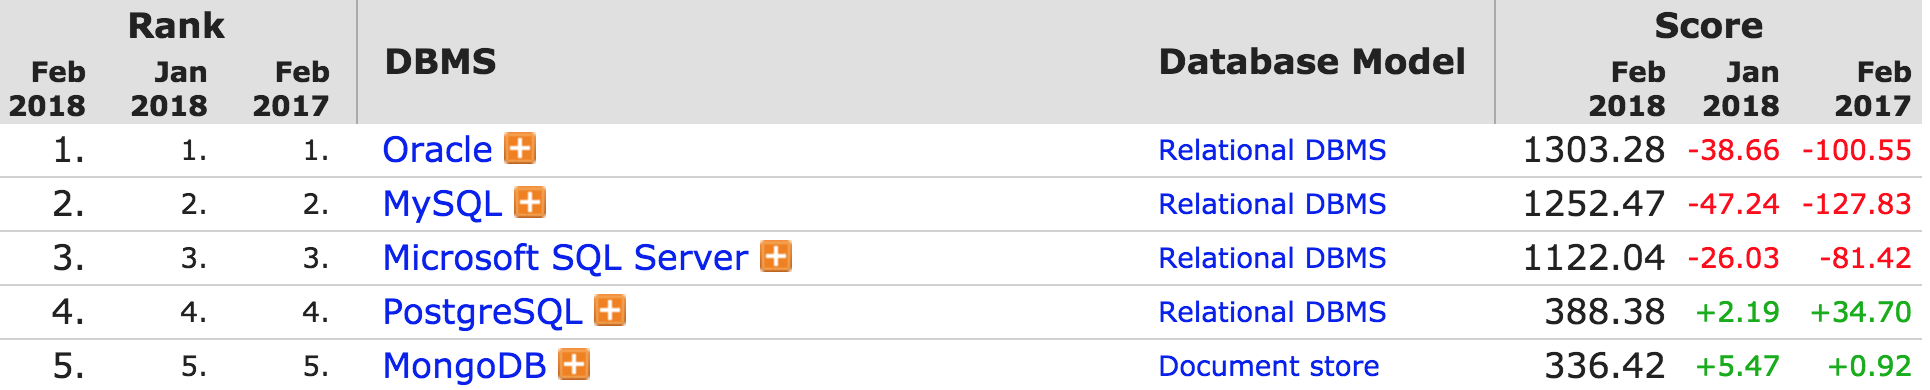 Rank DBMS Database Model Score
Feb 2018 Jan 2018 Feb 2017 Feb 2018 Jan 2018 Feb 2017
1. 1. 1. Oracle Relational DBMS 1303.28 -38.66 -100.55
2. 2. 2. MySQL Relational DBMS 1252.47 -47.24 -127.83
3. 3. 3. Microsoft SQL Server Relational DBMS 1122.04 -26.03 -81.42
4. 4. 4. PostgreSQL Relational DBMS 388.38 +2.19 +34.70
5. 5. 5. MongoDB Document store 336.42 +5.47 +0.92